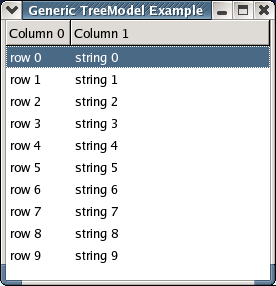 Generic TreeModel Example
Column 0 Column 1
row 0 string 0
row 1 string 1
row 2 string 2
row 3 string 3
row 4 string 4
row 5 string 5
row 6 string 6
row 7 string 7
row 8 string 8
row 9 string 9